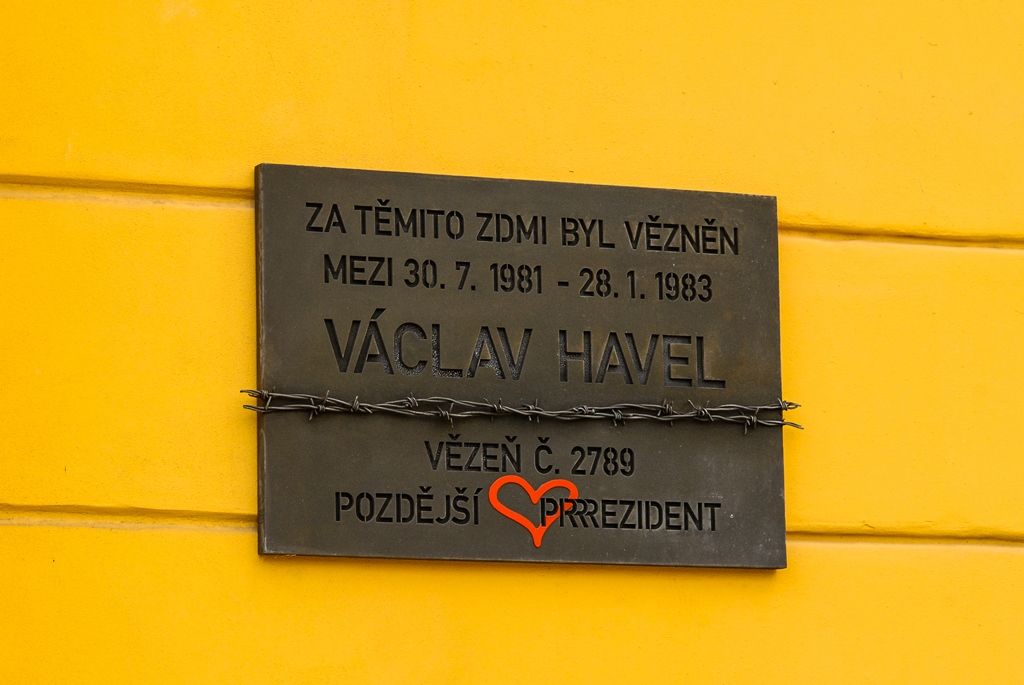 ZA TĚMITO ZDMI BYL VĚZNĚN
MEZI 30. 7. 1981 - 28. 1. 1983
VÁCLAV HAVEL
VĚZEŇ Č. 2789
POZDĚJŠÍ PRRREZIDENT